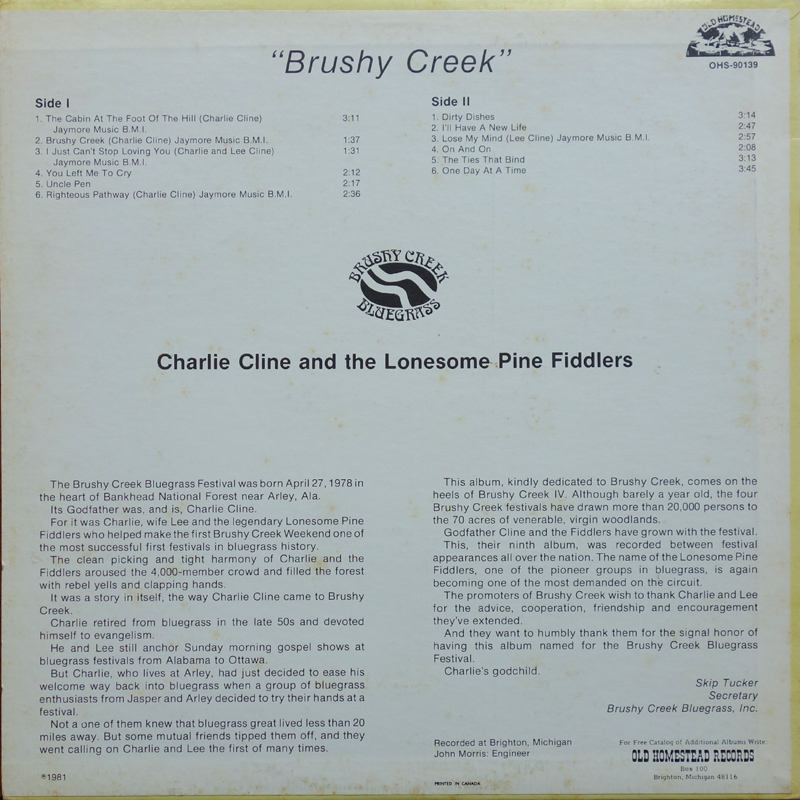 OLD HOMESTEAD
OHS-90139
"Brushy Creek"
Side I
1. The Cabin At The Foot Of The Hill (Charlie Cline) 3:11
Jaymore Music B.M.I.
2. Brushy Creek (Charlie Cline) Jaymore Music B.M.I. 1:37
3. I Just Can't Stop Loving You (Charlie and Lee Cline) 1:31
Jaymore Music B.M.I.
4. You Left Me To Cry 2:12
5. Uncle Pen 2:17
6. Righteous Pathway (Charlie Cline) Jaymore Music B.M.I. 2:36
Side II
1. Dirty Dishes 3:14
2. I'll Have A New Life 2:47
3. Lose My Mind (Lee Cline) Jaymore Music B.M.I. 2:57
4. On And On 2:08
5. The Ties That Bind 3:13
6. One Day At A Time 3:45
BRUSHY CREEK
BLUEGRASS
Charlie Cline and the Lonesome Pine Fiddlers
The Brushy Creek Bluegrass Festival was born April 27, 1978 in
the heart of Bankhead National Forest near Arley, Ala.
Its Godfather was, and is, Charlie Cline.
For it was Charlie, wife Lee and the legendary Lonesome Pine
Fiddlers who helped make the first Brushy Creek Weekend one of
the most successful first festivals in bluegrass history.
The clean picking and tight harmony of Charlie and the
Fiddlers aroused the 4,000-member crowd and filled the forest
with rebel yells and clapping hands.
It was a story in itself, the way Charlie Cline came to Brushy
Creek.
Charlie retired from bluegrass in the late 50s and devoted
himself to evangelism.
He and Lee still anchor Sunday morning gospel shows at
bluegrass festivals from Alabama to Ottawa.
But Charlie, who lives at Arley, had just decided to ease his
welcome way back into bluegrass when a group of bluegrass
enthusiasts from Jasper and Arley decided to try their hands at a
festival.
Not a one of them knew that bluegrass great lived less than 20
miles away. But some mutual friends tipped them off, and they
went calling on Charlie and Lee the first of many times.
℗1981
This album, kindly dedicated to Brushy Creek, comes on the
heels of Brushy Creek IV. Although barely a year old, the four
Brushy Creek festivals have drawn more than 20,000 persons to
the 70 acres of venerable, virgin woodlands.
Godfather Cline and the Fiddlers have grown with the festival.
This, their ninth album, was recorded between festival
appearances all over the nation. The name of the Lonesome Pine
Fiddlers, one of the pioneer groups in bluegrass, is again
becoming one of the most demanded on the circuit.
The promoters of Brushy Creek wish to thank Charlie and Lee
for the advice, cooperation, friendship and encouragement
they've extended.
And they want to humbly thank them for the signal honor of
having this album named for the Brushy Creek Bluegrass
Festival.
Charlie's godchild.
Skip Tucker
Secretary
Brushy Creek Bluegrass, Inc.
Recorded at Brighton, Michigan
John Morris: Engineer
PRINTED IN CANADA
For Free Catalog of Additional Albums Write:
OLD HOMESTEAD RECORDS
Box 100
Brighton, Michigan 48116